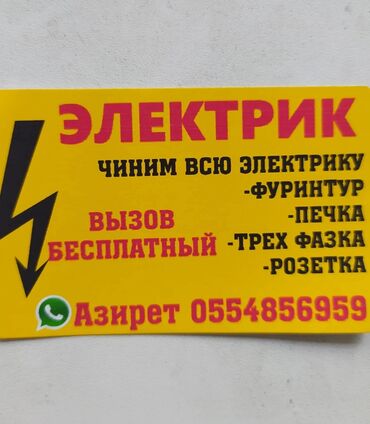 ЭЛЕКТРИК
ЧИНИМ ВСЮ ЭЛЕКТРИКУ
-ФУРИНТУР
-ПЕЧКА
ВЫЗОВ
БЕСПЛАТНЫЙ
-ТРЕХ ФАЗКА
-РОЗЕТКА
Азирет 0554856959